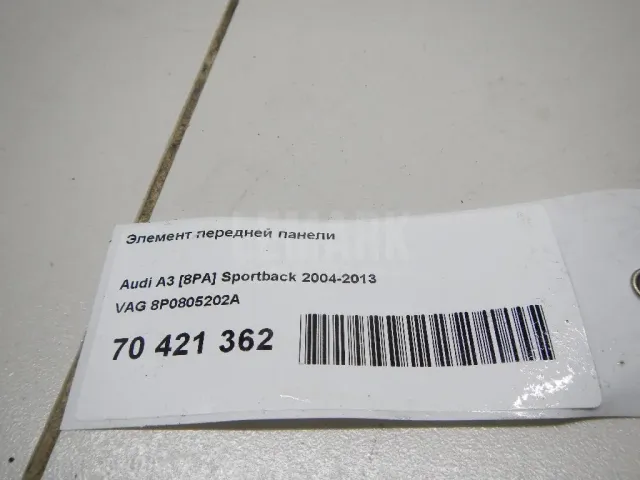 Элемент передней панели
Audi A3 [8PA] Sportback 2004-2013
VAG 8P0805202A
70 421 362